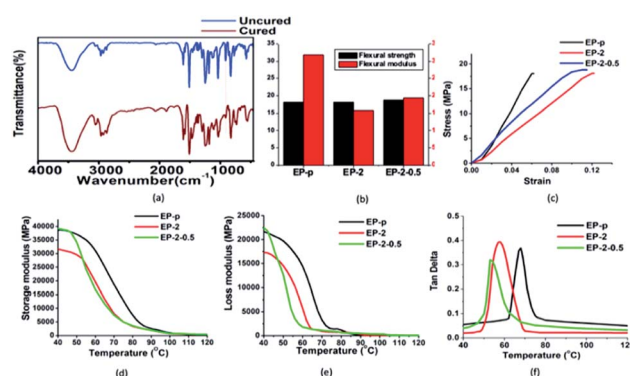 Uncured
Cured
Transmittance(%)
4000 3000 2000 1000
Wavenumber(cm⁻¹)
(a)
Flexural strength
Flexural modulus
35
30
25
20
15
10
5
0
EP-p EP-2 EP-2-0.5
(b)
EP-p
EP-2
EP-2-0.5
Stress (MPa)
20
15
10
5
0
0.00 0.04 0.08 0.12
Strain
(c)
EP-p
EP-2
EP-2-0.5
Storage modulus (MPa)
40000
35000
30000
25000
20000
15000
10000
5000
0
40 50 60 70 80 90 100 110 120
Temperature (°C)
(d)
EP-p
EP-2
EP-2-0.5
Loss modulus (MPa)
25000
20000
15000
10000
5000
0
40 50 60 70 80 90 100 110 120
Temperature (°C)
(e)
EP-p
EP-2
EP-2-0.5
Tan Delta
0.5
0.4
0.3
0.2
0.1
0.0
40 60 80 100
Temperature (°C)
(f)